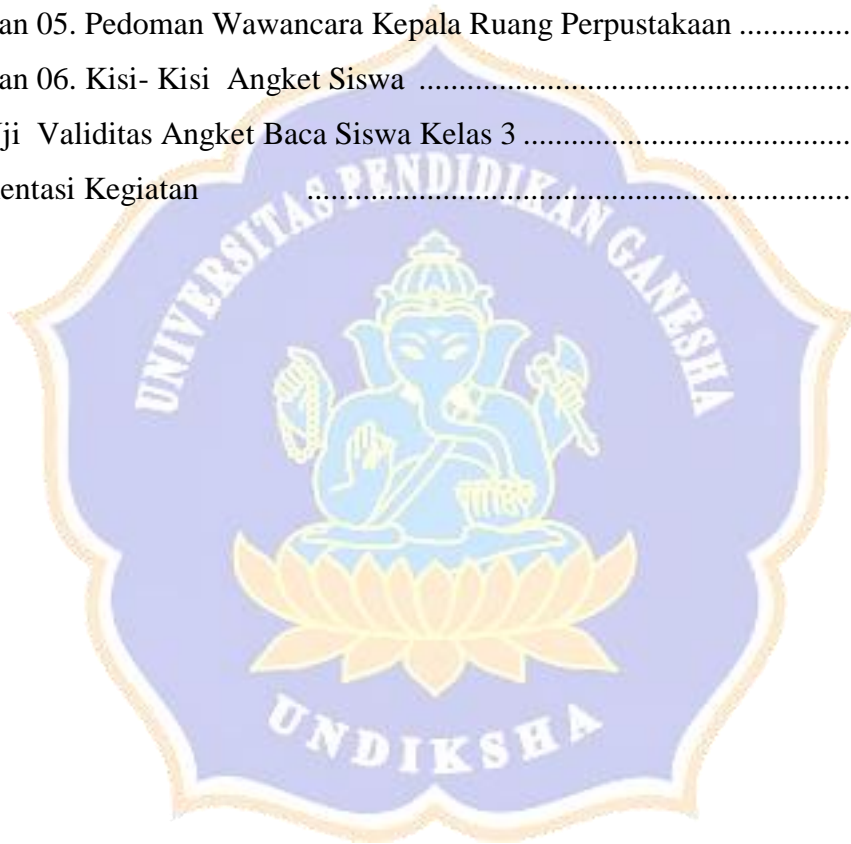 an 05. Pedoman Wawancara Kepala Ruang Perpustakaan ..............
an 06. Kisi- Kisi  Angket Siswa ................................................
ji  Validitas Angket Baca Siswa Kelas 3 ....................................
entasi Kegiatan ............................................................
UNIVERSITAS PENDIDIKAN GANESHA
UNDIKSHA